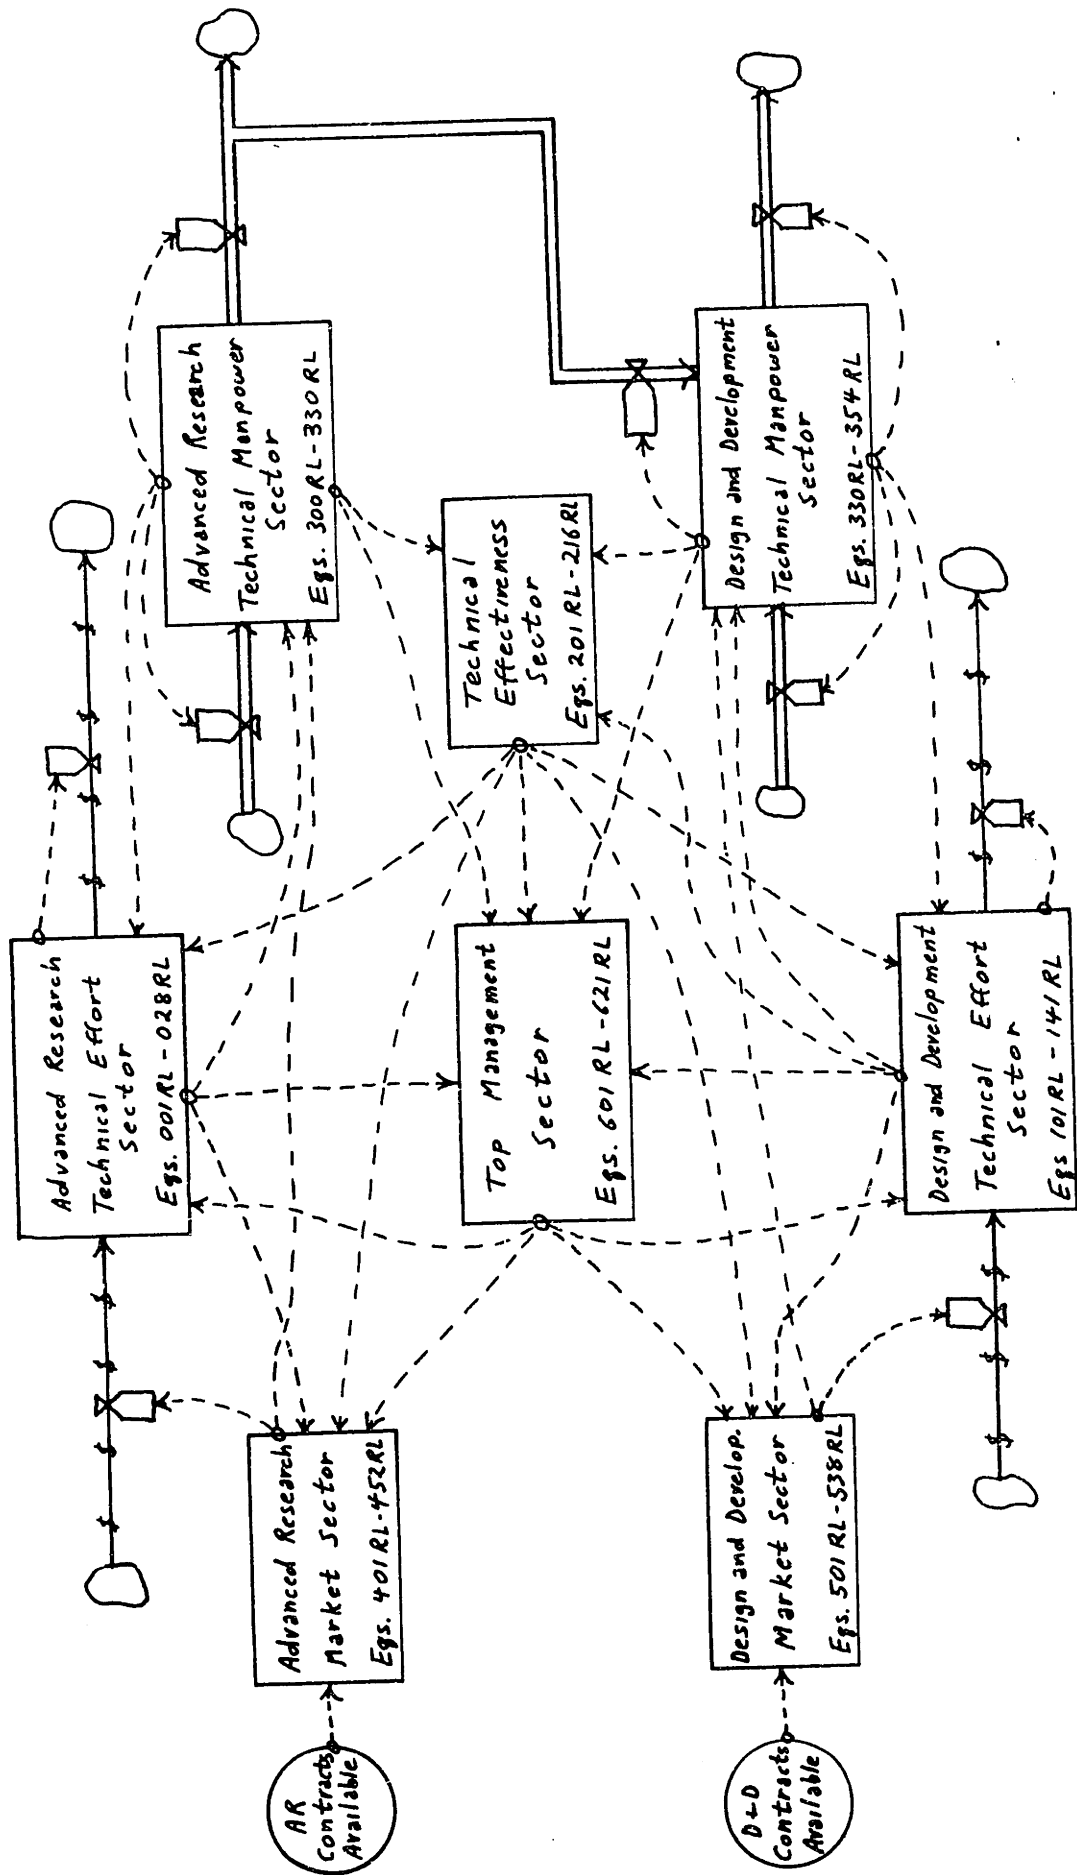 AR
Contracts
Available
Advanced Research
Market Sector
Eqs. 401RL-452RL
Advanced Research
Technical Effort
Sector
Eqs. 001RL-028RL
Advanced Research
Technical Manpower
Sector
Eqs. 300RL-330RL
Top Management
Sector
Eqs. 601RL-621RL
Technical
Effectiveness
Sector
Eqs. 201RL-216RL
D&D
Contracts
Available
Design and Develop.
Market Sector
Eqs. 501RL-538RL
Design and Development
Technical Effort
Sector
Eqs 101RL-141RL
Design and Development
Technical Manpower
Sector
Eqs. 330RL-354RL
$ $ $ $
$ $ $ $
$ $ $ $
$ $ $ $